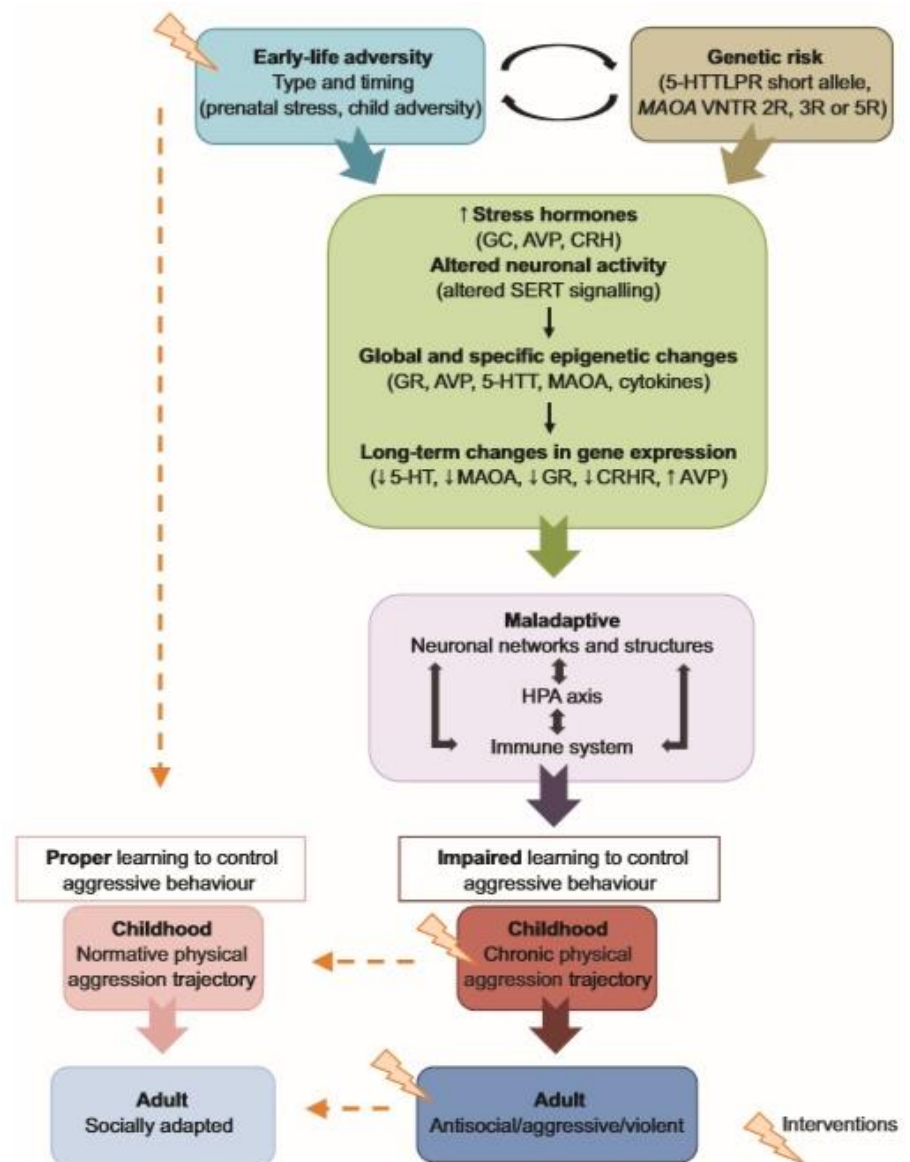 Early-life adversity
Type and timing
(prenatal stress, child adversity)
Genetic risk
(5-HTTLPR short allele,
MAOA VNTR 2R, 3R or 5R)
↑ Stress hormones
(GC, AVP, CRH)
Altered neuronal activity
(altered SERT signalling)
Global and specific epigenetic changes
(GR, AVP, 5-HTT, MAOA, cytokines)
Long-term changes in gene expression
(↓5-HT, ↓MAOA, ↓GR, ↓CRHR, ↑AVP)
Maladaptive
Neuronal networks and structures
HPA axis
Immune system
Proper learning to control
aggressive behaviour
Impaired learning to control
aggressive behaviour
Childhood
Normative physical
aggression trajectory
Childhood
Chronic physical
aggression trajectory
Adult
Socially adapted
Adult
Antisocial/aggressive/violent
Interventions